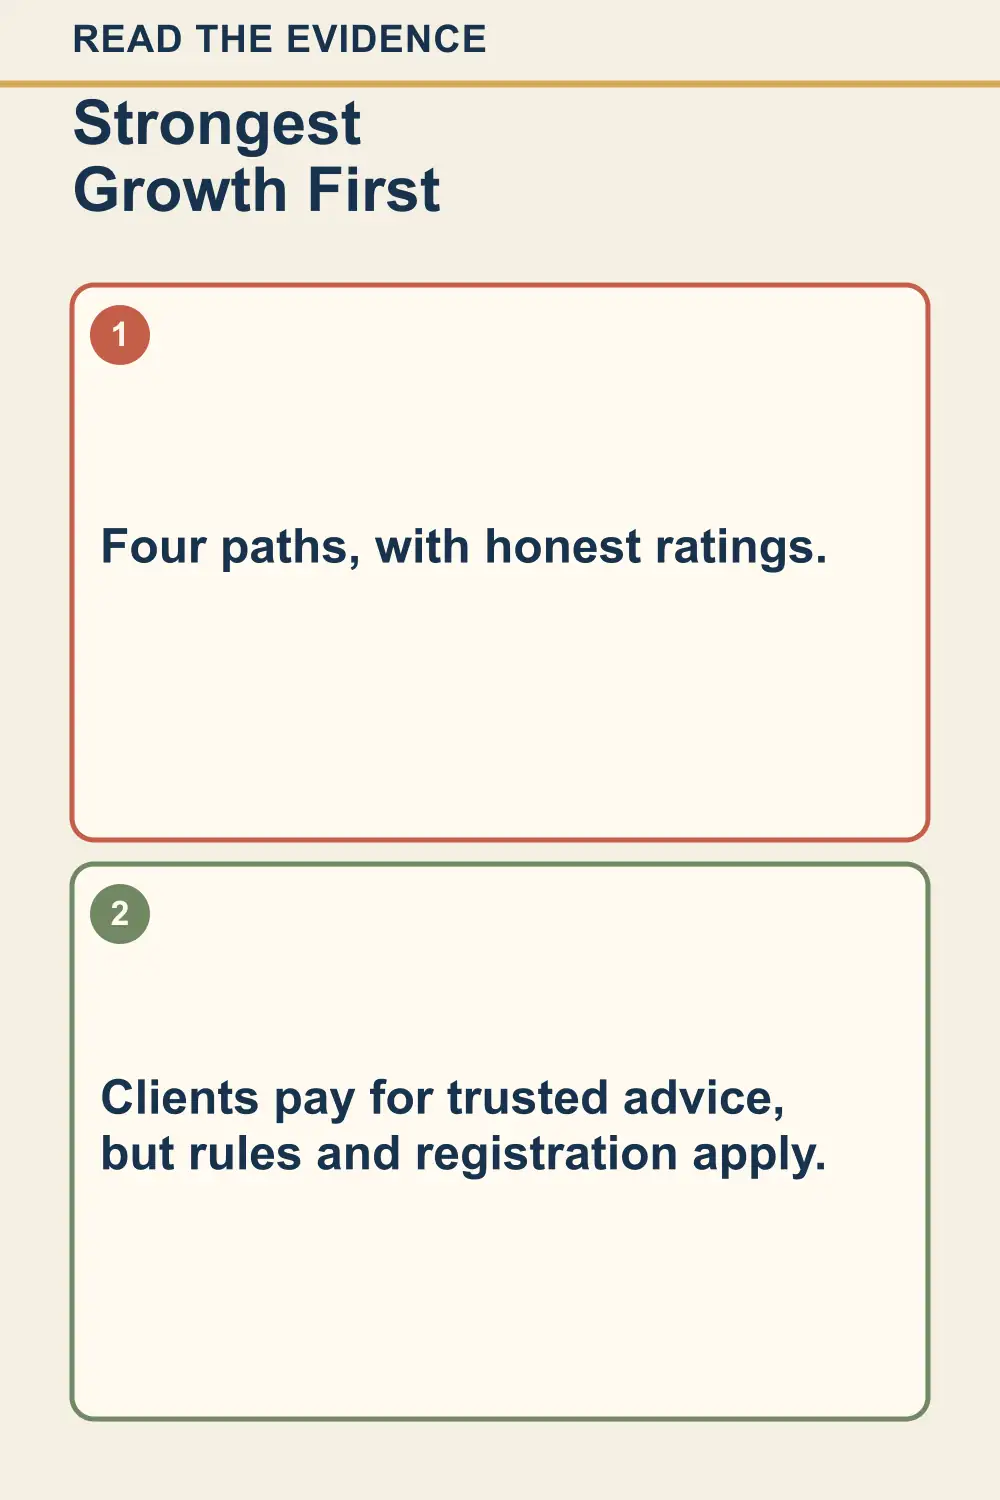 READ THE EVIDENCE
Strongest
Growth First
1
Four paths, with honest ratings.
2
Clients pay for trusted advice,
but rules and registration apply.